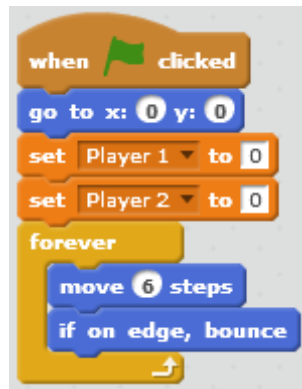 when clicked
go to x: 0 y: 0
set Player 1 to 0
set Player 2 to 0
forever
move 6 steps
if on edge, bounce